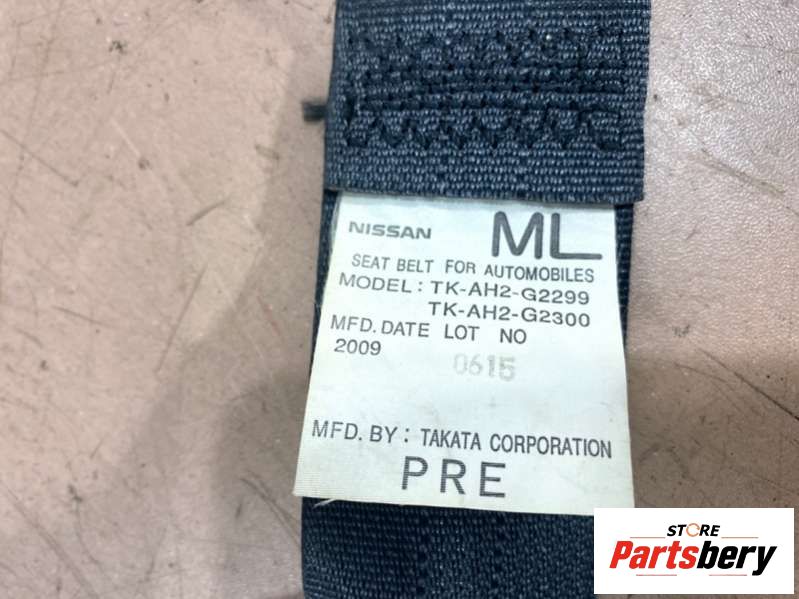 NISSAN ML
SEAT BELT FOR AUTOMOBILES
MODEL : TK-AH2-G2299
TK-AH2-G2300
MFD. DATE LOT NO
2009 0615
MFD. BY : TAKATA CORPORATION
PRE
STORE
Partsbery